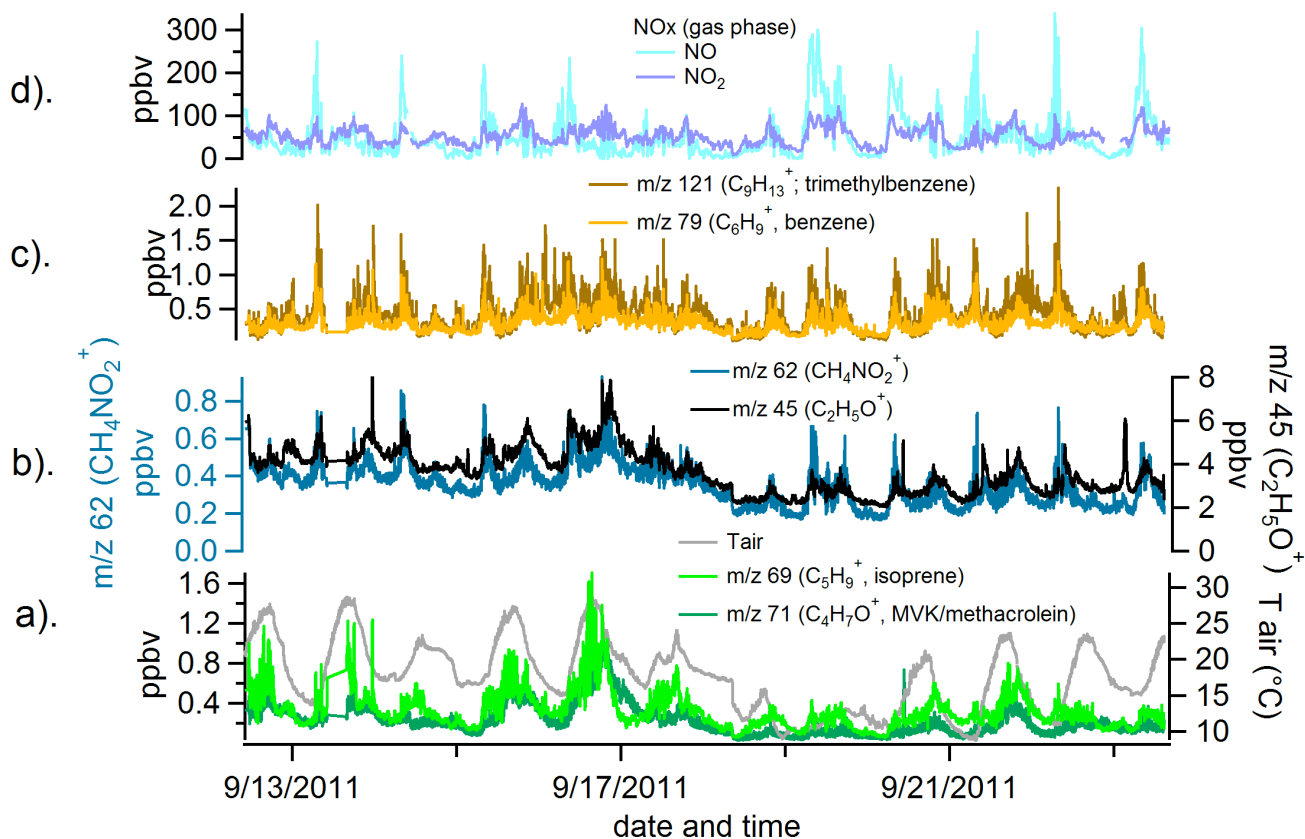 d).
ppbv
300
200
100
0
NOx (gas phase)
NO
NO₂
c).
ppbv
2.0
1.5
1.0
0.5
m/z 121 (C₉H₁₃⁺; trimethylbenzene)
m/z 79 (C₆H₉⁺, benzene)
b).
m/z 62 (CH₄NO₂⁺)
ppbv
0.8
0.6
0.4
0.2
0.0
m/z 62 (CH₄NO₂⁺)
m/z 45 (C₂H₅O⁺)
8
6
4
2
0
ppbv
m/z 45 (C₂H₅O⁺)
a).
ppbv
1.6
1.2
0.8
0.4
Tair
m/z 69 (C₅H₉⁺, isoprene)
m/z 71 (C₄H₇O⁺, MVK/methacrolein)
30
25
20
15
10
T air (°C)
9/13/2011
9/17/2011
9/21/2011
date and time